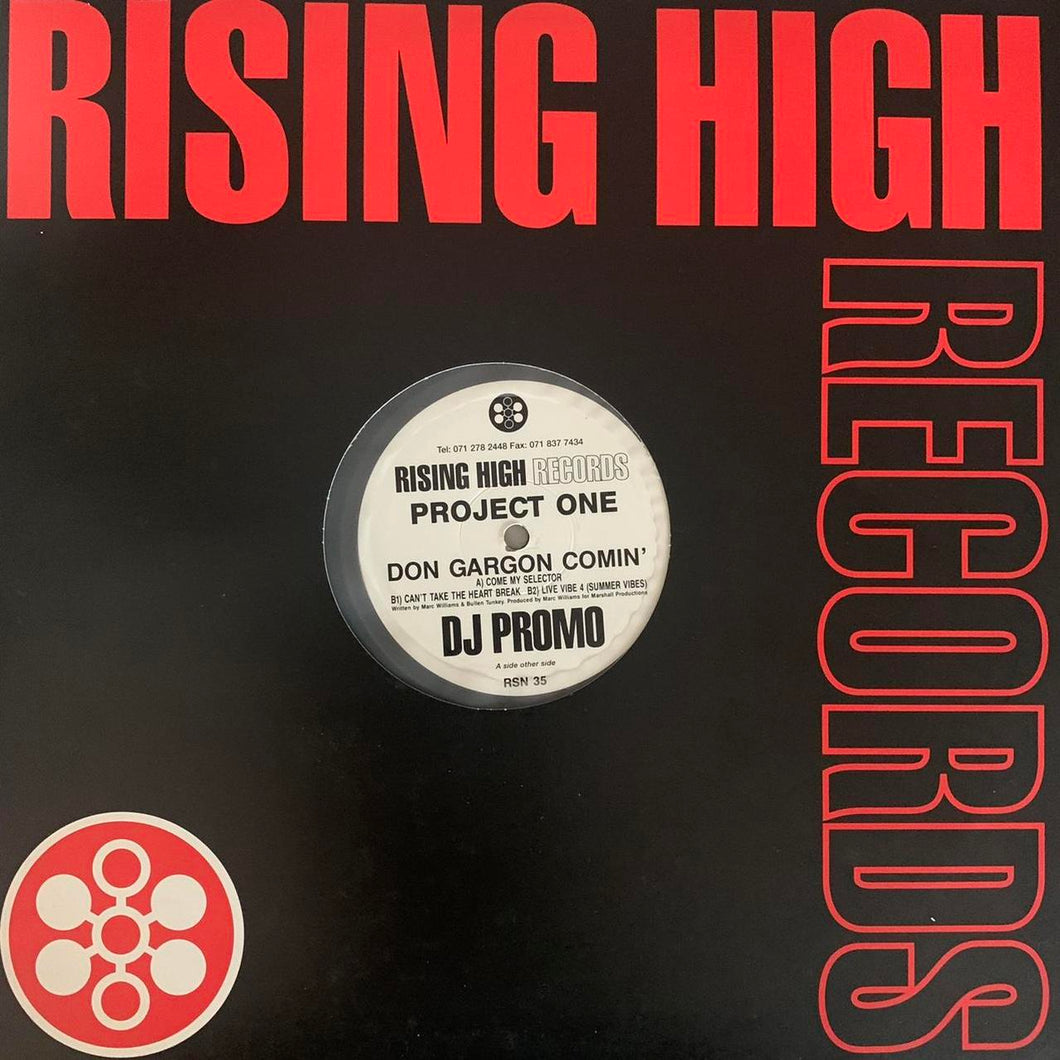 RISING HIGH
RECORDS
Tel: 071 278 2448 Fax: 071 837 7434
RISING HIGH RECORDS
PROJECT ONE
DON GARGON COMIN'
A) COME MY SELECTOR
B1) CAN'T TAKE THE HEART BREAK B2) LIVE VIBE 4 (SUMMER VIBES)
Written by Marc Williams & Bullen Tunkey. Produced by Marc Williams for Marshall Productions
DJ PROMO
A side other side
RSN 35